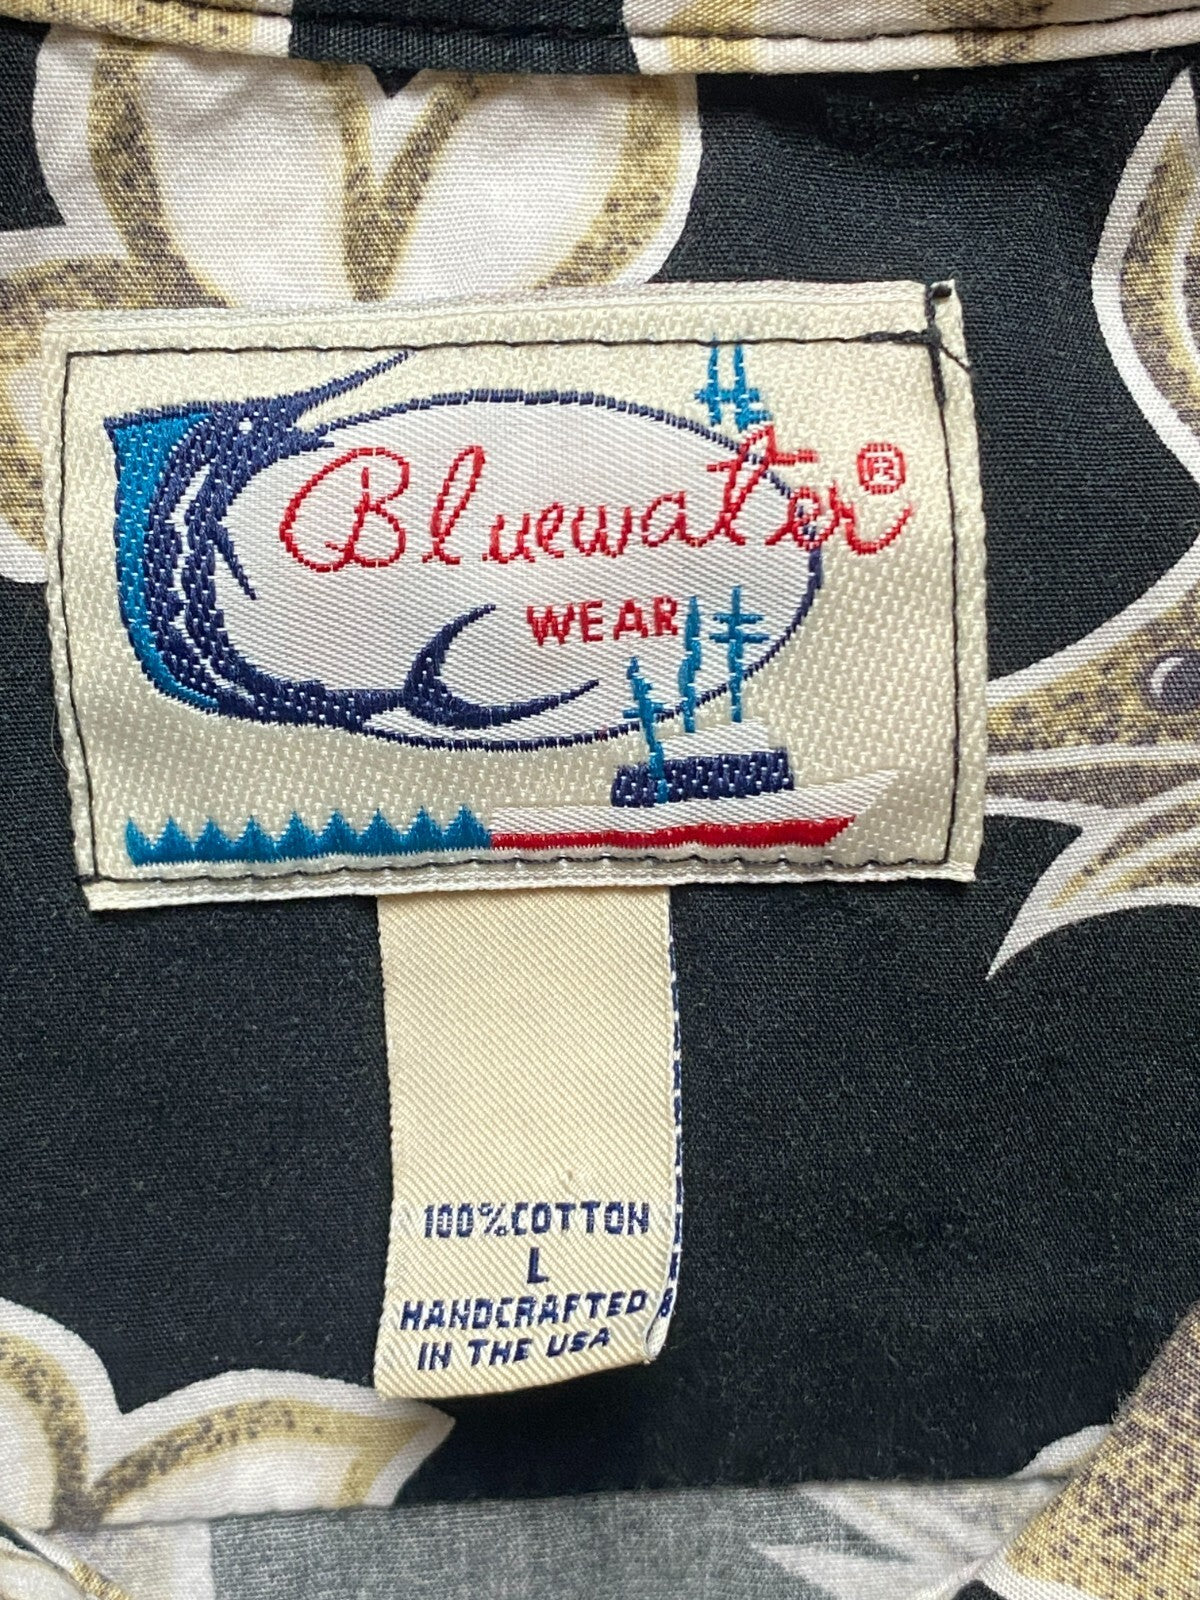 Bluewater®
WEAR
100% COTTON
L
HANDCRAFTED
IN THE USA